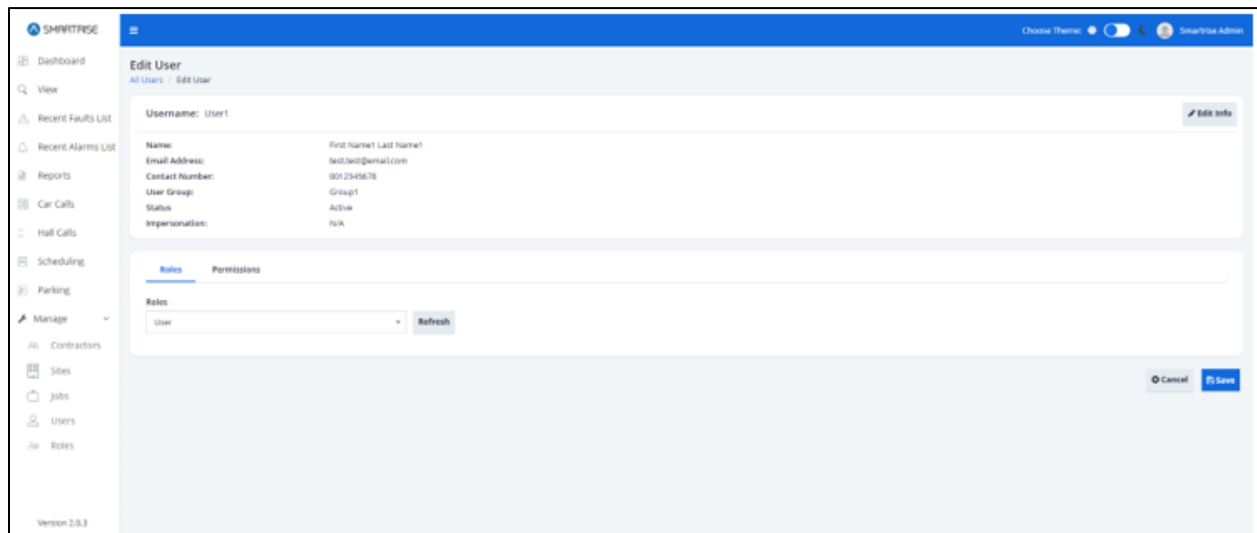 SMARTRISE
Choose Theme:
Smartrise Admin
Dashboard
View
Recent Faults List
Recent Alarms List
Reports
Car Calls
Hall Calls
Scheduling
Parking
Manage
Contractors
Sites
Jobs
Users
Roles
Version 2.0.3
Edit User
All Users / Edit User
Username: User1
Edit Info
Name: First Name1 Last Name1
Email Address: test.test@email.com
Contact Number: 0012345678
User Group: Group1
Status Active
Impersonation: N/A
Roles Permissions
Roles
User
Refresh
Cancel
Save